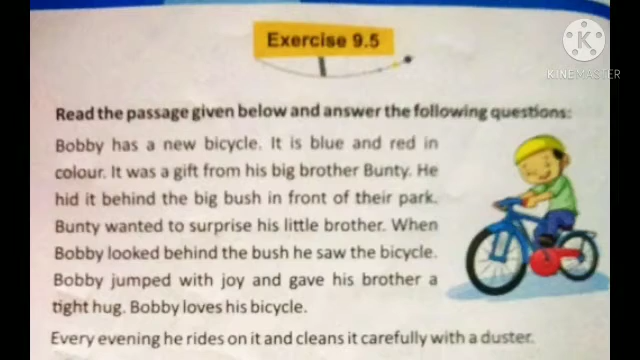 Exercise 9.5
KINEMASTER
Read the passage given below and answer the following questions:
Bobby has a new bicycle. It is blue and red in
colour. It was a gift from his big brother Bunty. He
hid it behind the big bush in front of their park.
Bunty wanted to surprise his little brother. When
Bobby looked behind the bush he saw the bicycle.
Bobby jumped with joy and gave his brother a
tight hug. Bobby loves his bicycle.
Every evening he rides on it and cleans it carefully with a duster.